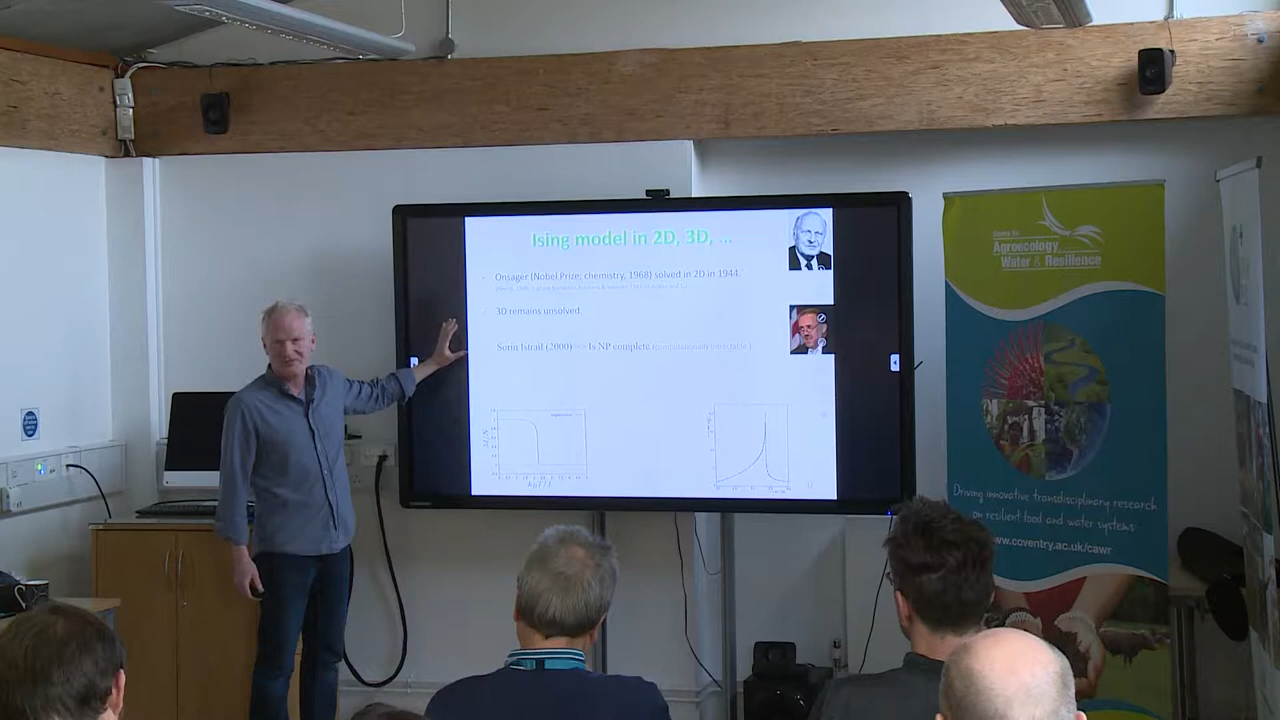 Ising model in 2D, 3D, ...
Onsager (Nobel Prize, chemistry, 1968) solved in 2D in 1944.
3D remains unsolved.
Sorin Istrail (2000) => Is NP complete (computationally intractable)
Centre for
Agroecology
Water & Resilience
Driving innovative transdisciplinary research
on resilient food and water systems
www.coventry.ac.uk/cawr